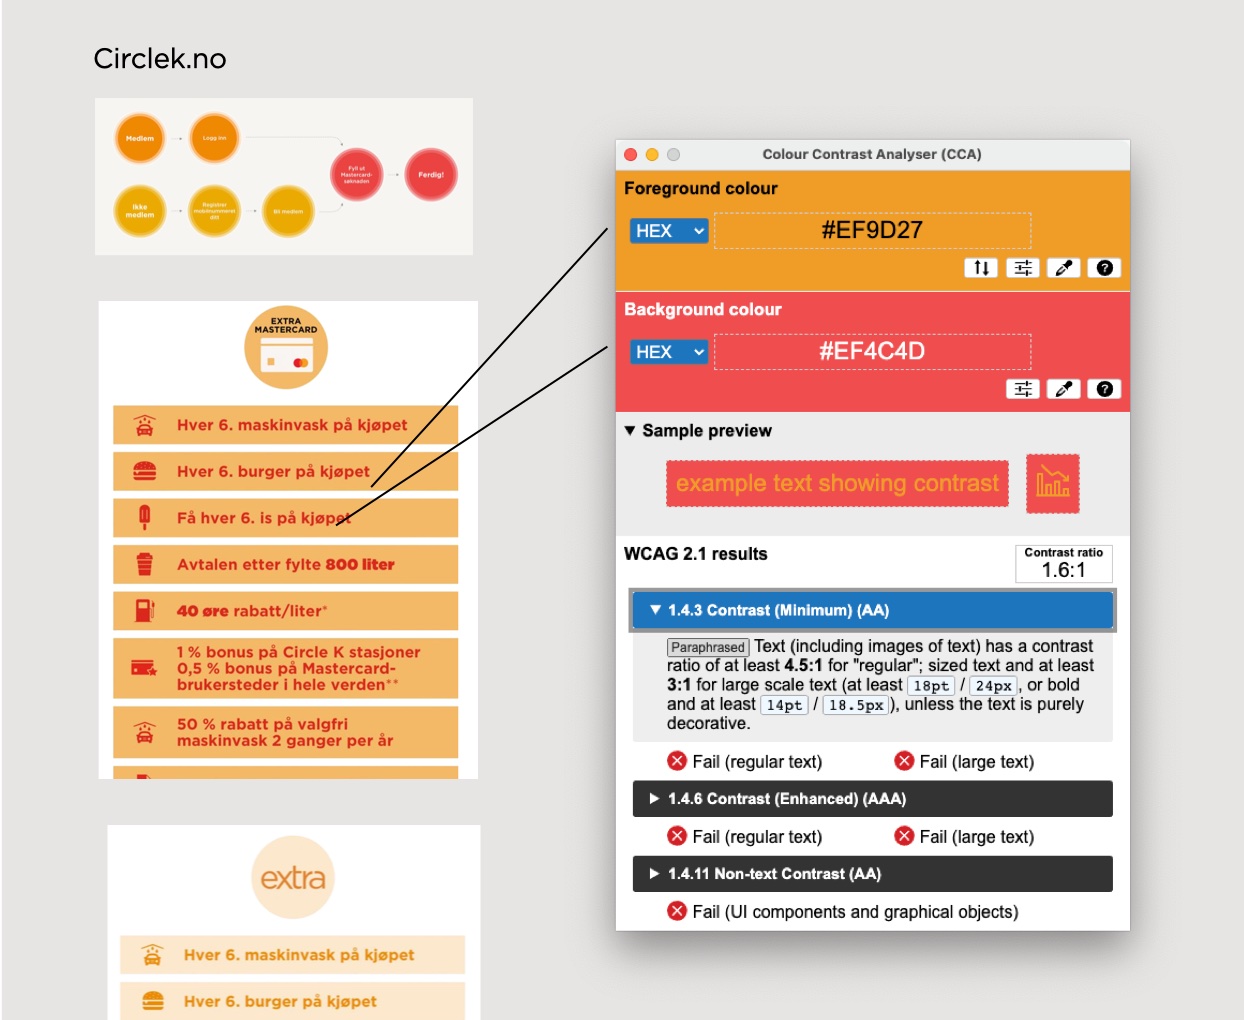 Circlek.no
Medlem
Logg inn
Fyll ut
Mastercard-
søknaden
Ferdig!
Ikke
medlem
Registrer
mobilnummeret
ditt
Bli medlem
EXTRA
MASTERCARD
Hver 6. maskinvask på kjøpet
Hver 6. burger på kjøpet
Få hver 6. is på kjøpet
Avtalen etter fylte 800 liter
40 øre rabatt/liter*
1 % bonus på Circle K stasjoner
0,5 % bonus på Mastercard-
brukersteder i hele verden**
50 % rabatt på valgfri
maskinvask 2 ganger per år
extra
Hver 6. maskinvask på kjøpet
Hver 6. burger på kjøpet
Colour Contrast Analyser (CCA)
Foreground colour
HEX
#EF9D27
Background colour
HEX
#EF4C4D
▼ Sample preview
example text showing contrast
WCAG 2.1 results
Contrast ratio
1.6:1
▼ 1.4.3 Contrast (Minimum) (AA)
Paraphrased Text (including images of text) has a contrast
ratio of at least 4.5:1 for "regular"; sized text and at least
3:1 for large scale text (at least 18pt / 24px, or bold
and at least 14pt / 18.5px), unless the text is purely
decorative.
Fail (regular text) Fail (large text)
▶ 1.4.6 Contrast (Enhanced) (AAA)
Fail (regular text) Fail (large text)
▶ 1.4.11 Non-text Contrast (AA)
Fail (UI components and graphical objects)